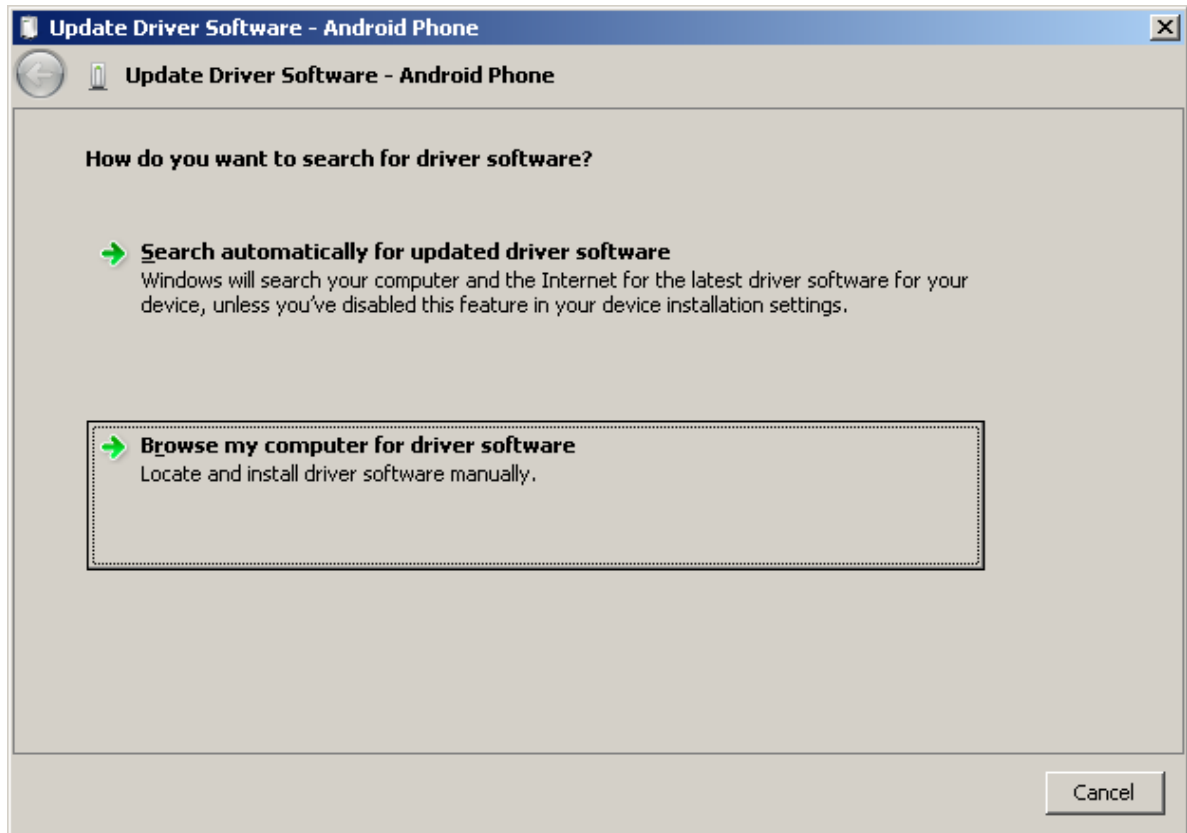 Update Driver Software - Android Phone
Update Driver Software - Android Phone
How do you want to search for driver software?
Search automatically for updated driver software
Windows will search your computer and the Internet for the latest driver software for your
device, unless you've disabled this feature in your device installation settings.
Browse my computer for driver software
Locate and install driver software manually.
Cancel